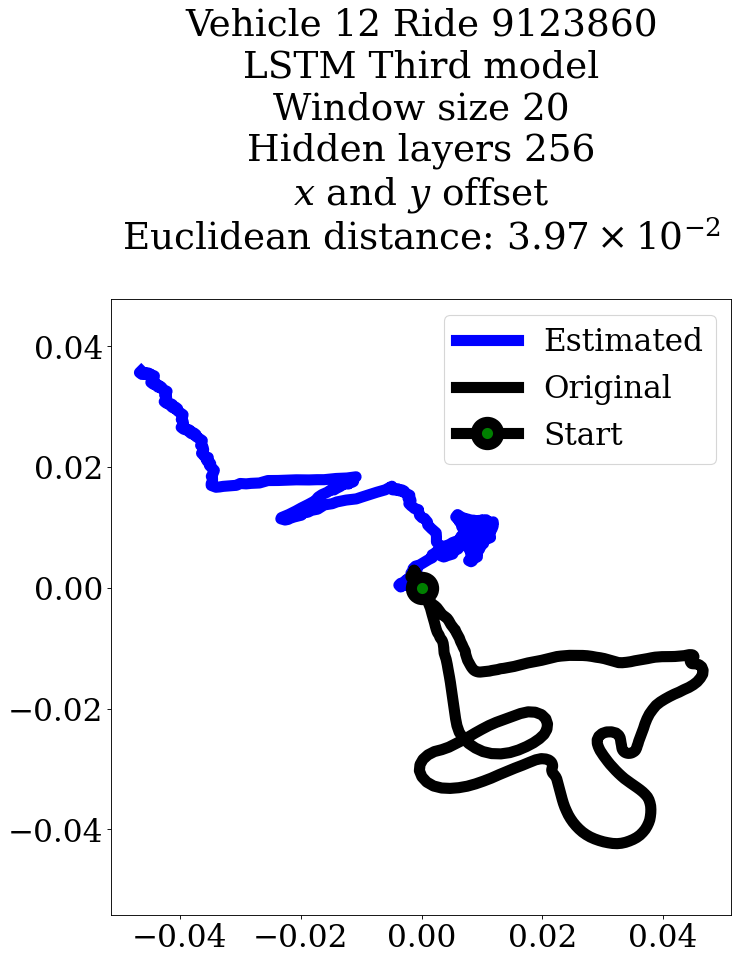 Vehicle 12 Ride 9123860
LSTM Third model
Window size 20
Hidden layers 256
x and y offset
Euclidean distance: 3.97 × 10⁻²
Estimated
Original
Start
0.04
0.02
0.00
−0.02
−0.04
−0.04 −0.02 0.00 0.02 0.04